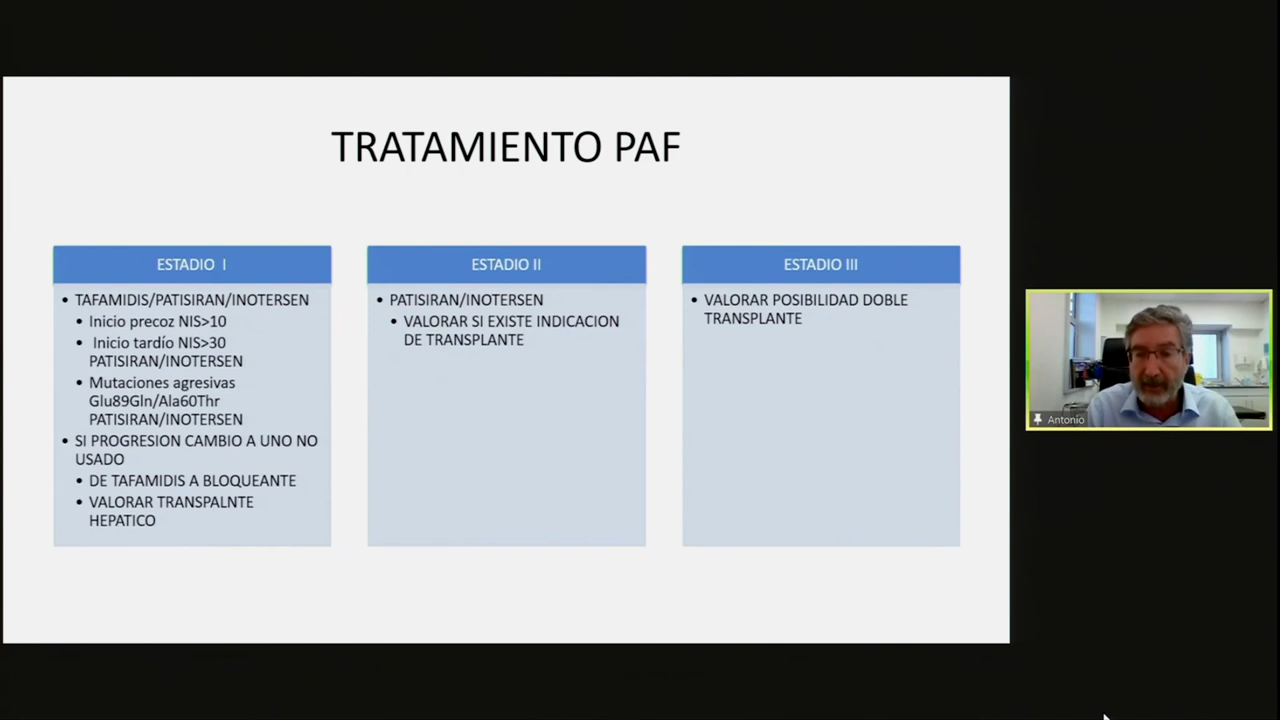 TRATAMIENTO PAF
ESTADIO I
• TAFAMIDIS/PATISIRAN/INOTERSEN
• Inicio precoz NIS>10
• Inicio tardío NIS>30
PATISIRAN/INOTERSEN
• Mutaciones agresivas
Glu89Gln/Ala60Thr
PATISIRAN/INOTERSEN
• SI PROGRESION CAMBIO A UNO NO
USADO
• DE TAFAMIDIS A BLOQUEANTE
• VALORAR TRANSPALNTE
HEPATICO
ESTADIO II
• PATISIRAN/INOTERSEN
• VALORAR SI EXISTE INDICACION
DE TRANSPLANTE
ESTADIO III
• VALORAR POSIBILIDAD DOBLE
TRANSPLANTE
Antonio